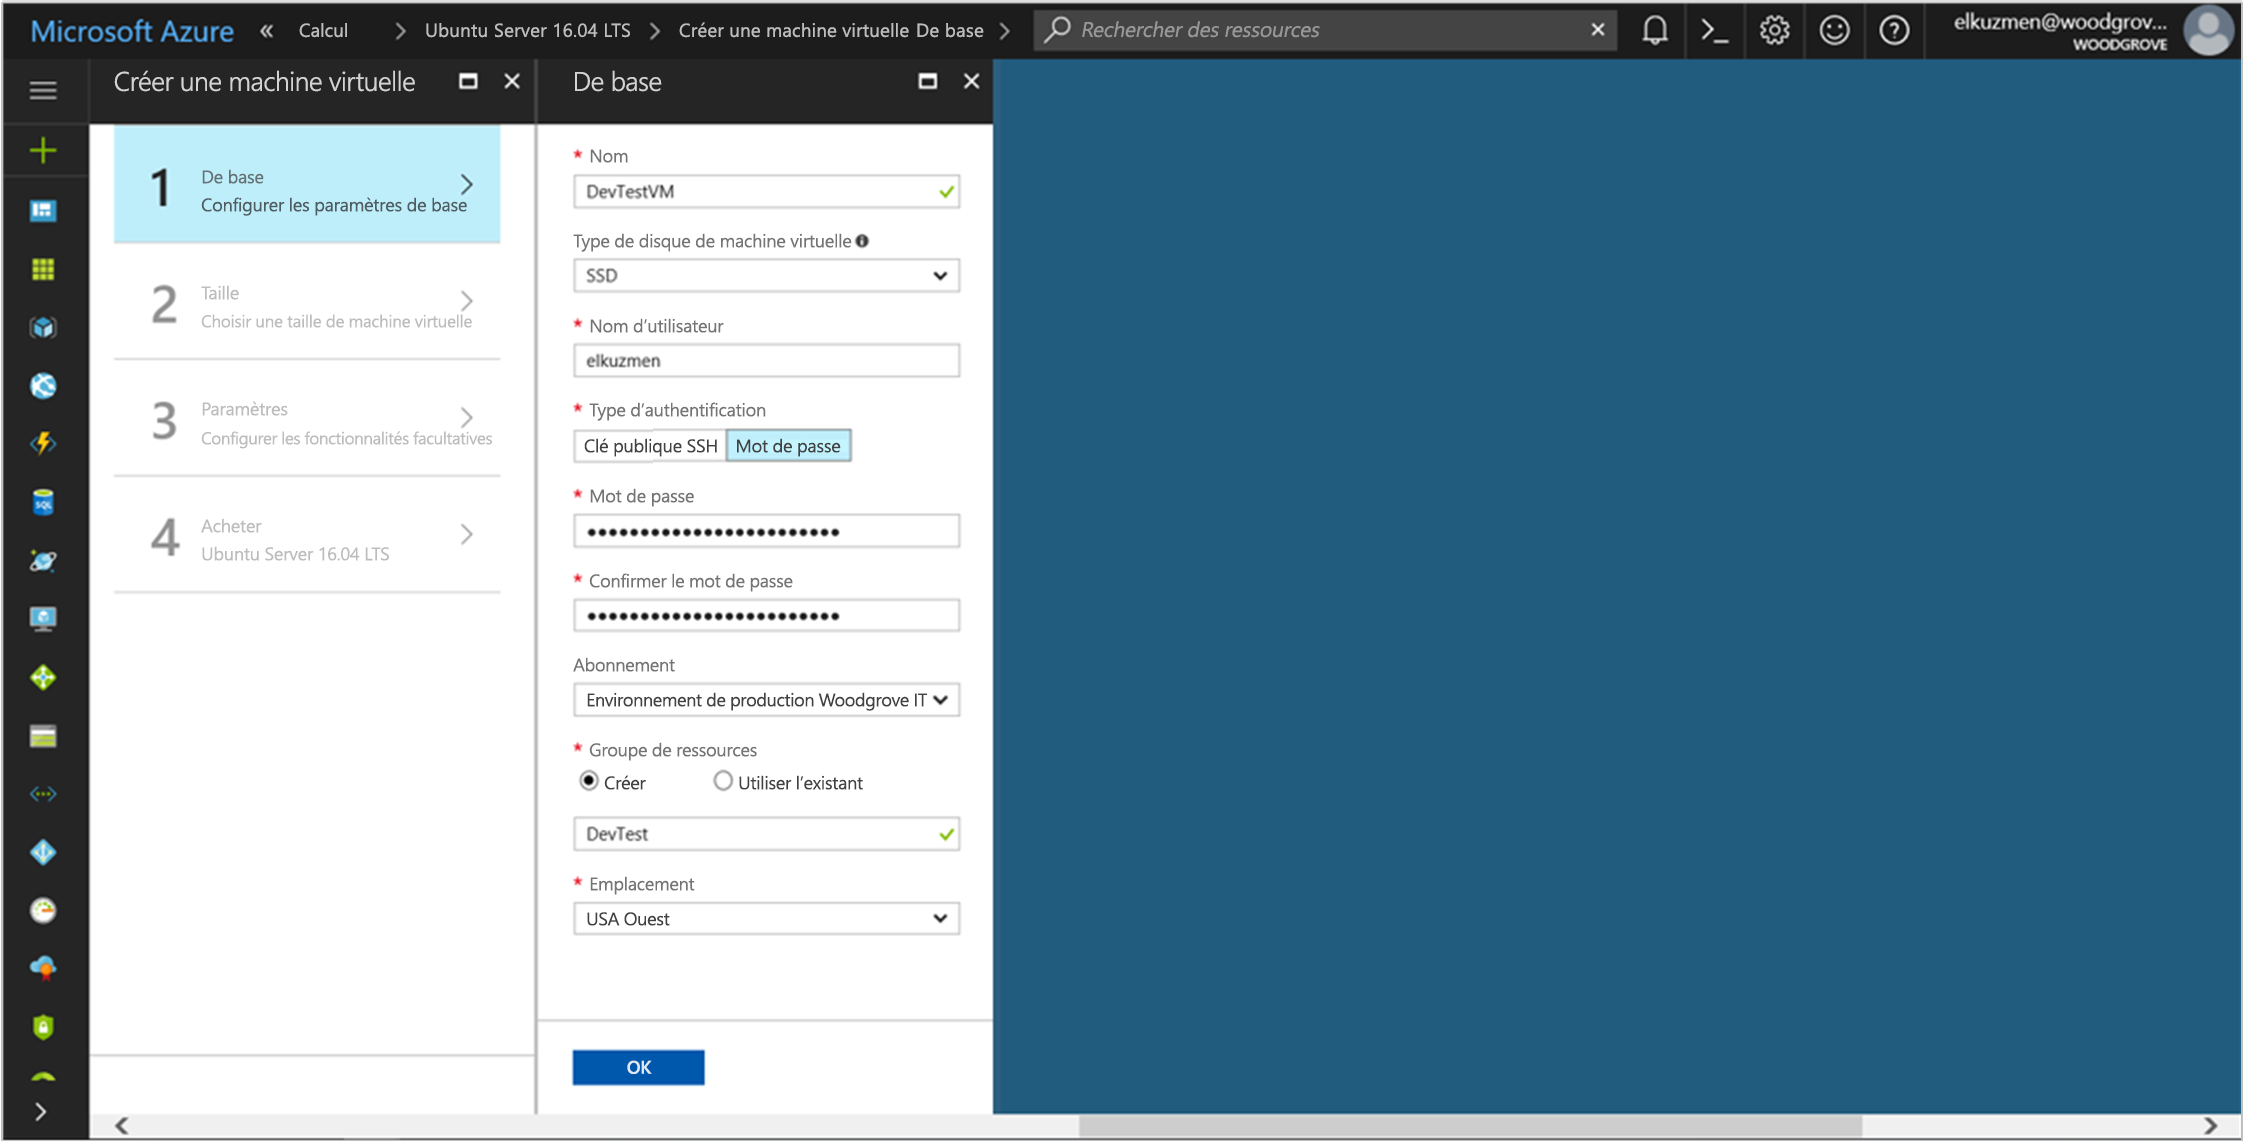 Microsoft Azure « Calcul > Ubuntu Server 16.04 LTS > Créer une machine virtuelle De base > Rechercher des ressources × elkuzmen@woodgrov...
WOODGROVE
Créer une machine virtuelle
1
De base
Configurer les paramètres de base
2
Taille
Choisir une taille de machine virtuelle
3
Paramètres
Configurer les fonctionnalités facultatives
4
Acheter
Ubuntu Server 16.04 LTS
De base
* Nom
DevTestVM
Type de disque de machine virtuelle
SSD
* Nom d’utilisateur
elkuzmen
* Type d’authentification
Clé publique SSH Mot de passe
* Mot de passe
••••••••••••••••••••••••
* Confirmer le mot de passe
••••••••••••••••••••••••
Abonnement
Environnement de production Woodgrove IT
* Groupe de ressources
Créer Utiliser l’existant
DevTest
* Emplacement
USA Ouest
OK
SQL